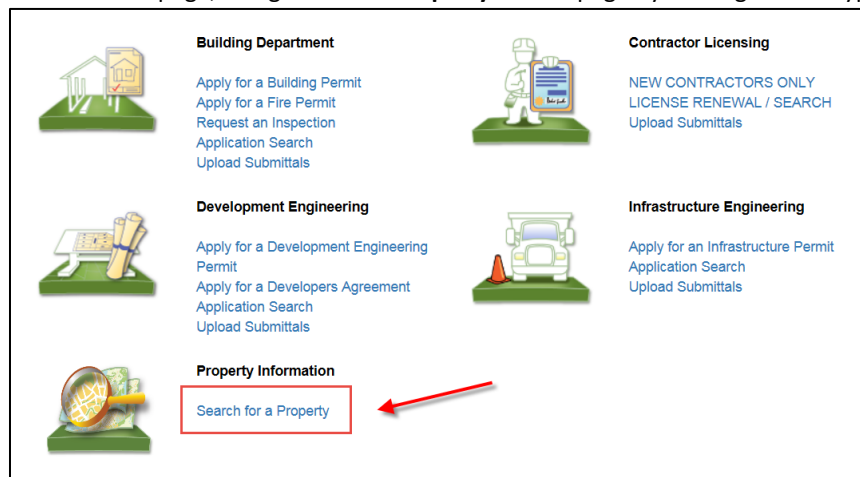 Building Department
Apply for a Building Permit
Apply for a Fire Permit
Request an Inspection
Application Search
Upload Submittals
Contractor Licensing
NEW CONTRACTORS ONLY
LICENSE RENEWAL / SEARCH
Upload Submittals
Development Engineering
Apply for a Development Engineering
Permit
Apply for a Developers Agreement
Application Search
Upload Submittals
Infrastructure Engineering
Apply for an Infrastructure Permit
Application Search
Upload Submittals
Property Information
Search for a Property